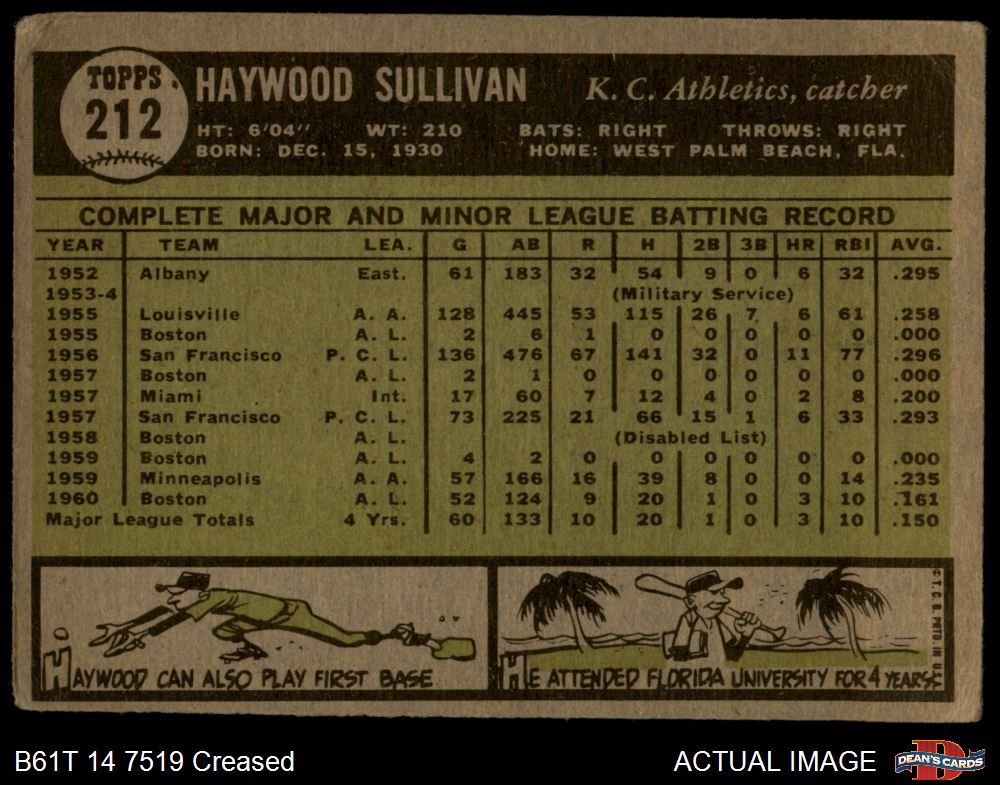 TOPPS
212
HAYWOOD SULLIVAN K. C. Athletics, catcher
HT: 6'04" WT: 210 BATS: RIGHT THROWS: RIGHT
BORN: DEC. 15, 1930 HOME: WEST PALM BEACH, FLA.
COMPLETE MAJOR AND MINOR LEAGUE BATTING RECORD
YEAR TEAM LEA. G AB R H 2B 3B HR RBI AVG.
1952 Albany East. 61 183 32 54 9 0 6 32 .295
1953-4 (Military Service)
1955 Louisville A. A. 128 445 53 115 26 7 6 61 .258
1955 Boston A. L. 2 6 1 0 0 0 0 0 .000
1956 San Francisco P. C. L. 136 476 67 141 32 0 11 77 .296
1957 Boston A. L. 2 1 0 0 0 0 0 0 .000
1957 Miami Int. 17 60 7 12 4 0 2 8 .200
1957 San Francisco P. C. L. 73 225 21 66 15 1 6 33 .293
1958 Boston A. L. (Disabled List)
1959 Boston A. L. 4 2 0 0 0 0 0 0 .000
1959 Minneapolis A. A. 57 166 16 39 8 0 0 14 .235
1960 Boston A. L. 52 124 9 20 1 0 3 10 .161
Major League Totals 4 Yrs. 60 133 10 20 1 0 3 10 .150
HAYWOOD CAN ALSO PLAY FIRST BASE
HE ATTENDED FLORIDA UNIVERSITY FOR 4 YEARS
© T. C. G. PRTD. IN U.
B61T 14 7519 Creased
ACTUAL IMAGE
D
DEAN'S CARDS